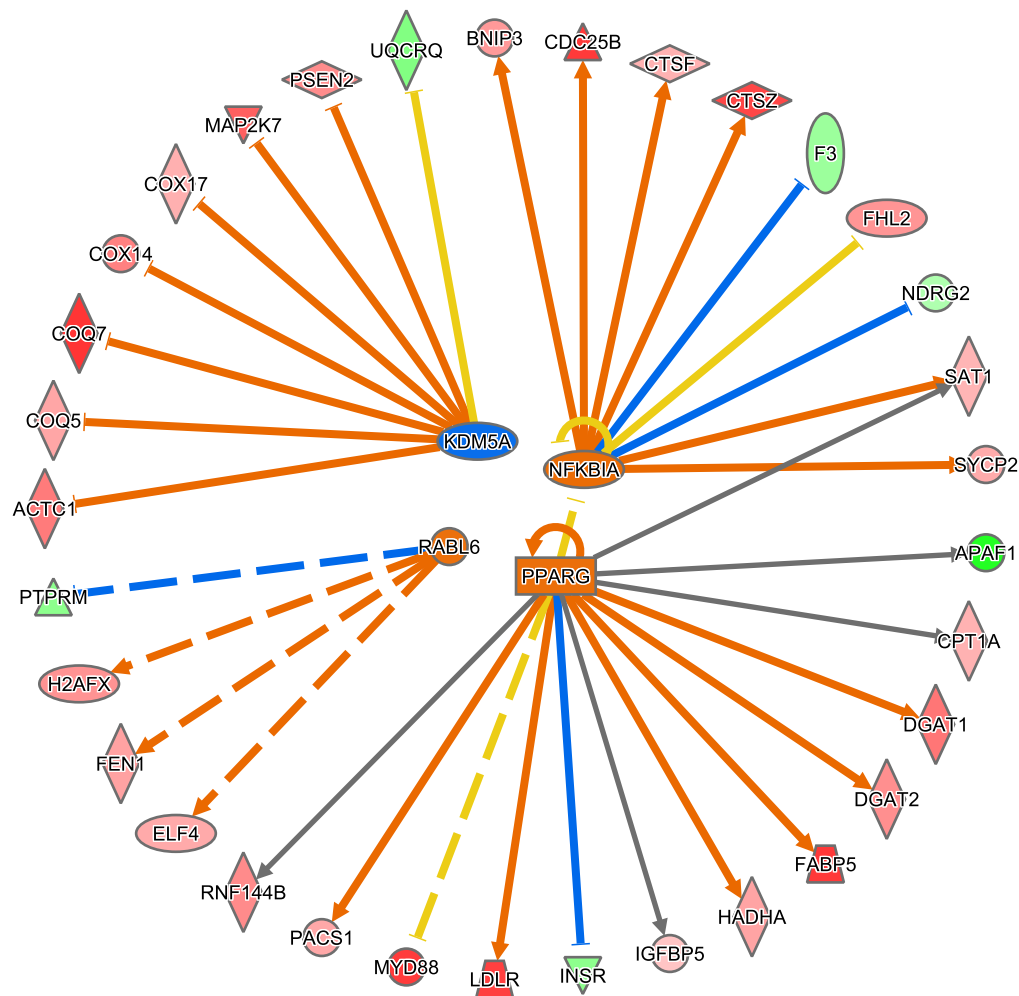 BNIP3
CDC25B
UQCRQ
CTSF
PSEN2
CTSZ
MAP2K7
F3
COX17
FHL2
COX14
NDRG2
COQ7
SAT1
COQ5
KDM5A
NFKBIA
SYCP2
ACTC1
RABL6
APAF1
PPARG
PTPRM
CPT1A
H2AFX
DGAT1
FEN1
DGAT2
ELF4
FABP5
RNF144B
HADHA
PACS1
IGFBP5
MYD88
LDLR
INSR